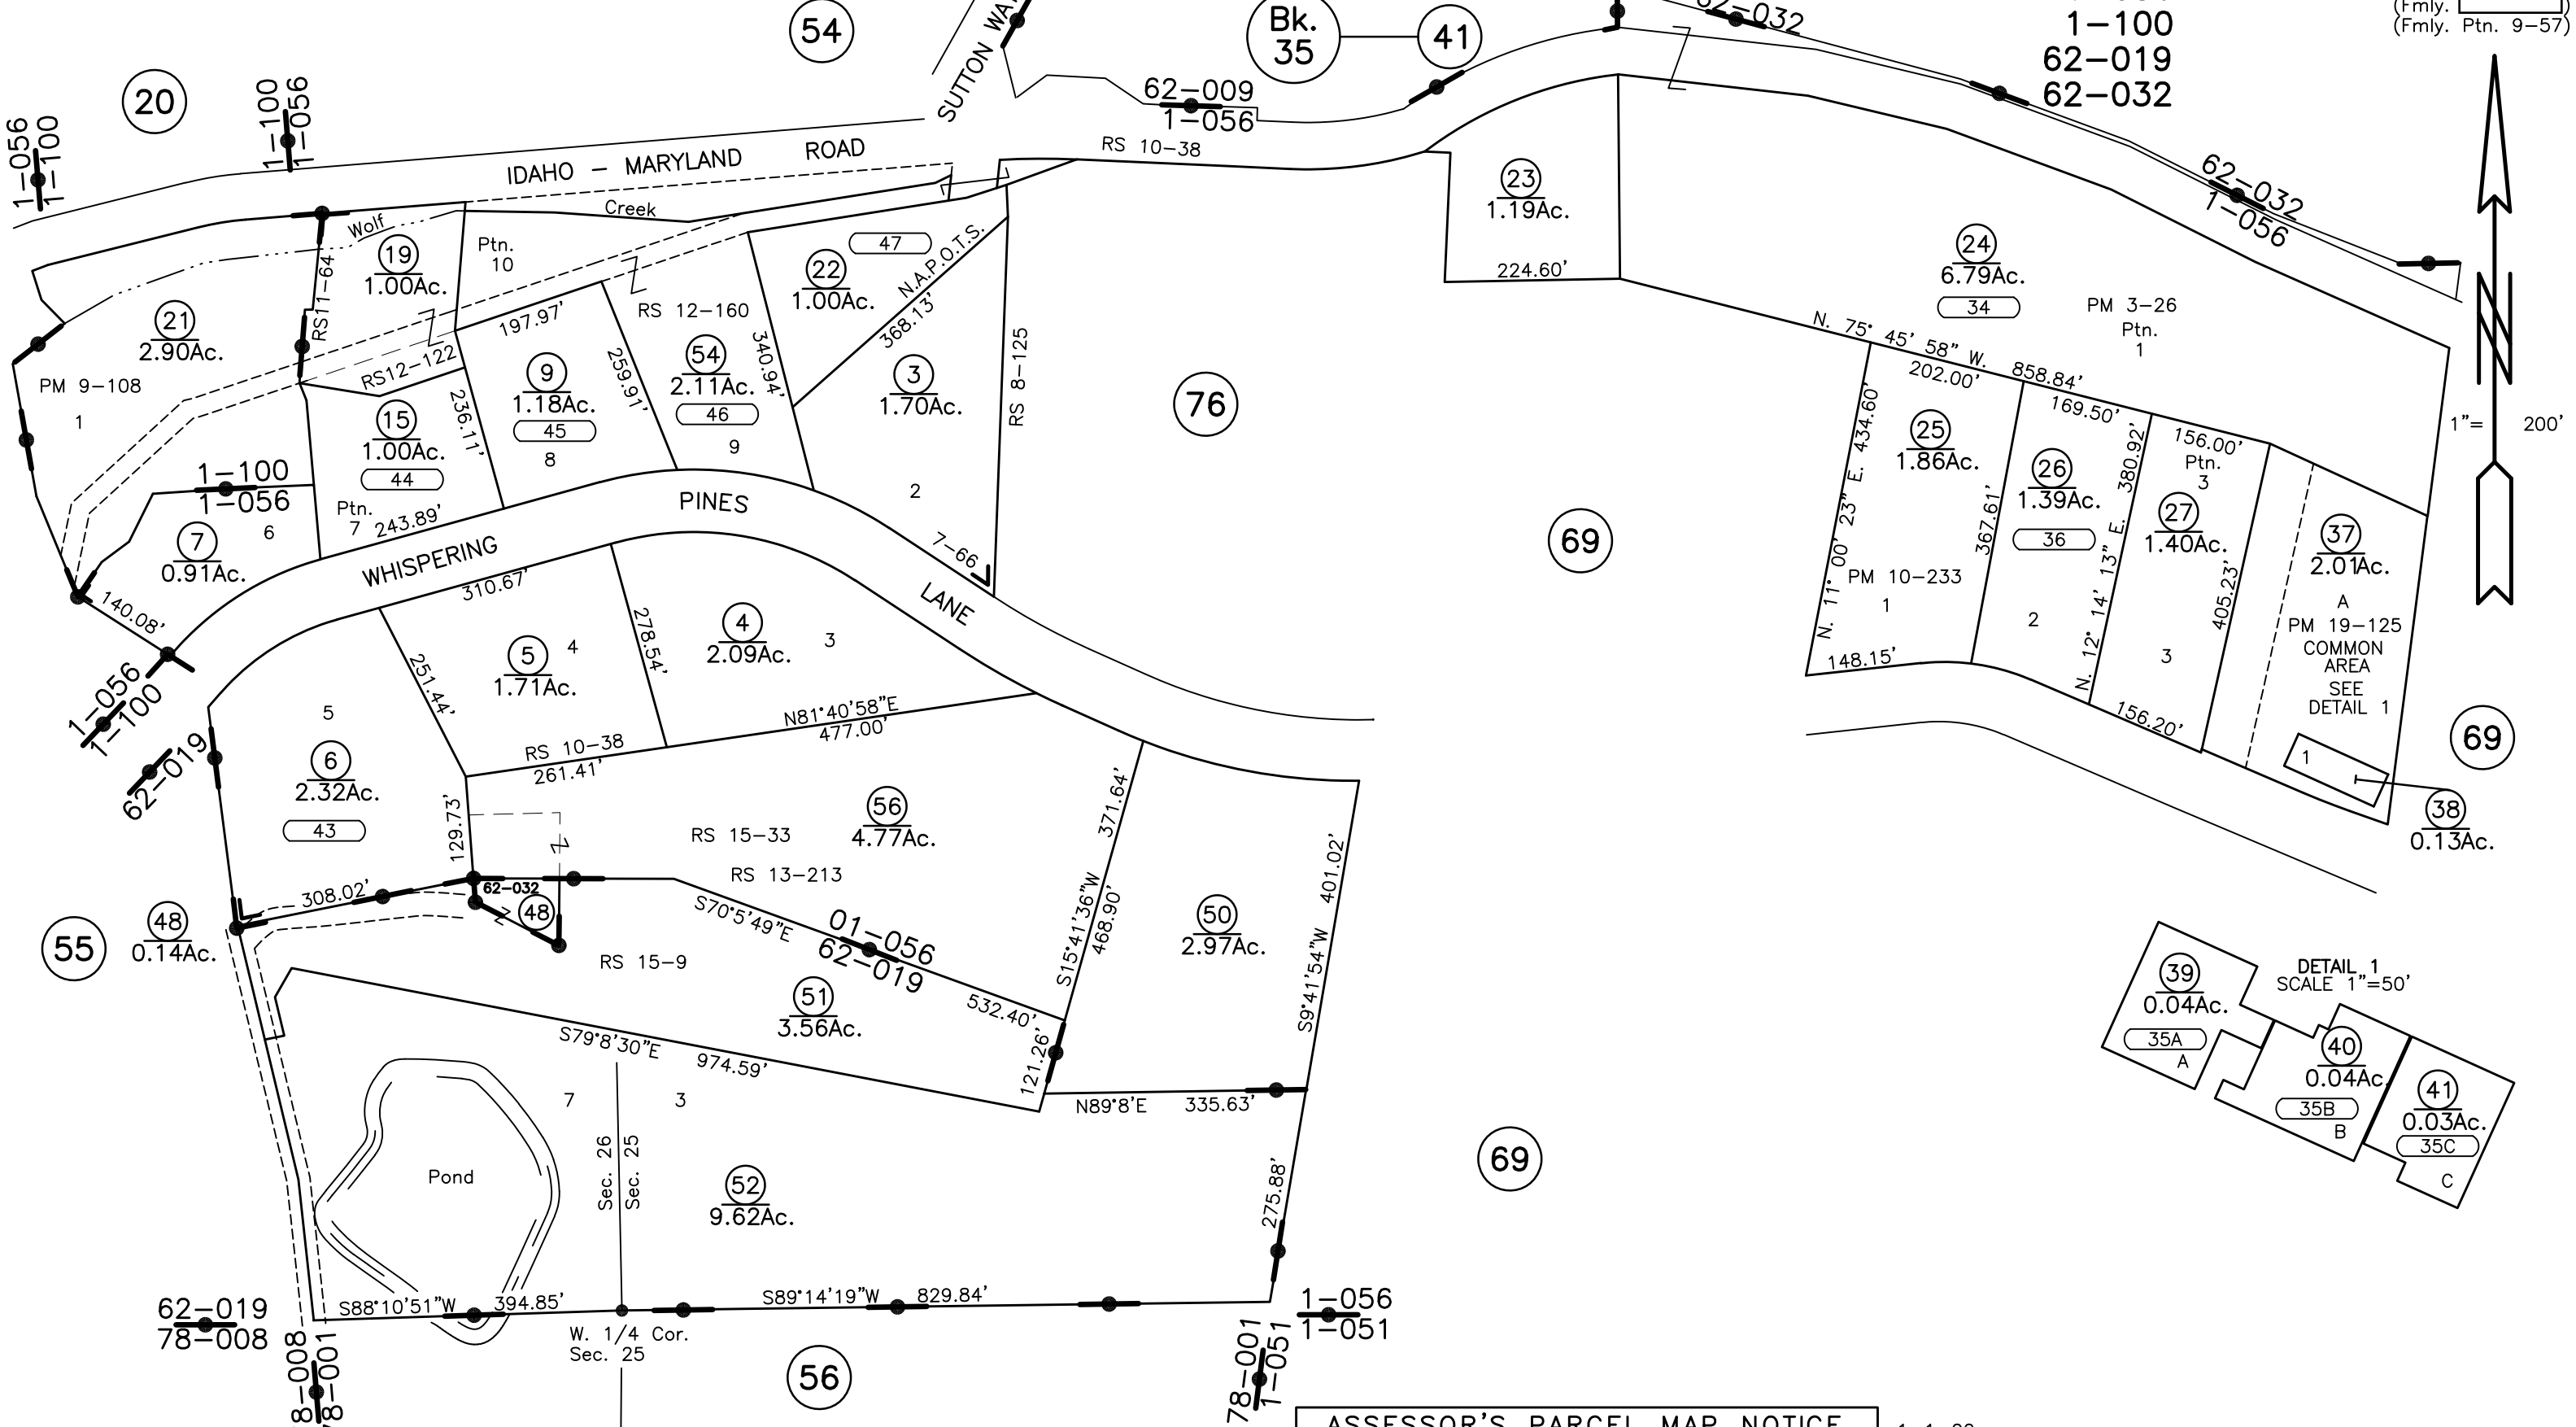 54
SUTTON WAY
Bk.
35
41
62-032
1-100
62-019
62-032
(Fmly.
(Fmly. Ptn. 9-57)
20
1-056
1-100
1-100
1-056
62-009
1-056
IDAHO - MARYLAND ROAD
RS 10-38
Wolf
Creek
RS11-64
19
1.00Ac.
Ptn.
10
21
2.90Ac.
PM 9-108
1
RS12-122
197.97'
RS 12-160
47
22
1.00Ac.
N.A.P.O.T.S.
368.13'
340.94'
54
2.11Ac.
46
9
259.91'
9
1.18Ac.
45
8
236.11'
15
1.00Ac.
44
Ptn.
7
243.89'
3
1.70Ac.
2
RS 8-125
76
23
1.19Ac.
224.60'
62-032
1-056
24
6.79Ac.
34
PM 3-26
Ptn.
1
N. 75° 45' 58" W. 858.84'
202.00'
169.50'
156.00'
Ptn.
3
1"= 200'
N. 11° 00' 23" E. 434.60'
25
1.86Ac.
PM 10-233
1
148.15'
367.61'
26
1.39Ac.
36
2
N. 12° 14' 13" E. 380.92'
27
1.40Ac.
3
405.23'
156.20'
37
2.01Ac.
A
PM 19-125
COMMON
AREA
SEE
DETAIL 1
1
69
38
0.13Ac.
69
1-100
1-056
6
7
0.91Ac.
140.08'
1-056
1-100
62-019
WHISPERING
PINES
LANE
7-66
310.67'
251.44'
5
1.71Ac.
4
278.54'
4
2.09Ac.
3
N81°40'58"E
477.00'
RS 10-38
261.41'
5
6
2.32Ac.
43
129.73'
308.02'
62-032
48
56
4.77Ac.
RS 15-33
RS 13-213
371.64'
S15°41'36"W
468.90'
401.02'
S9°41'54"W
50
2.97Ac.
55
48
0.14Ac.
S70°5'49"E
01-056
62-019
532.40'
RS 15-9
51
3.56Ac.
121.26'
S79°8'30"E
974.59'
N89°8'E 335.63'
275.88'
7
3
Sec. 26
Sec. 25
Pond
52
9.62Ac.
69
DETAIL 1
SCALE 1"=50'
39
0.04Ac.
35A
A
40
0.04Ac.
35B
B
41
0.03Ac.
35C
C
S88°10'51"W 394.85'
S89°14'19"W 829.84'
W. 1/4 Cor.
Sec. 25
62-019
78-008
8-008
78-001
56
78-001
1-051
1-056
1-051
ASSESSOR'S PARCEL MAP NOTICE